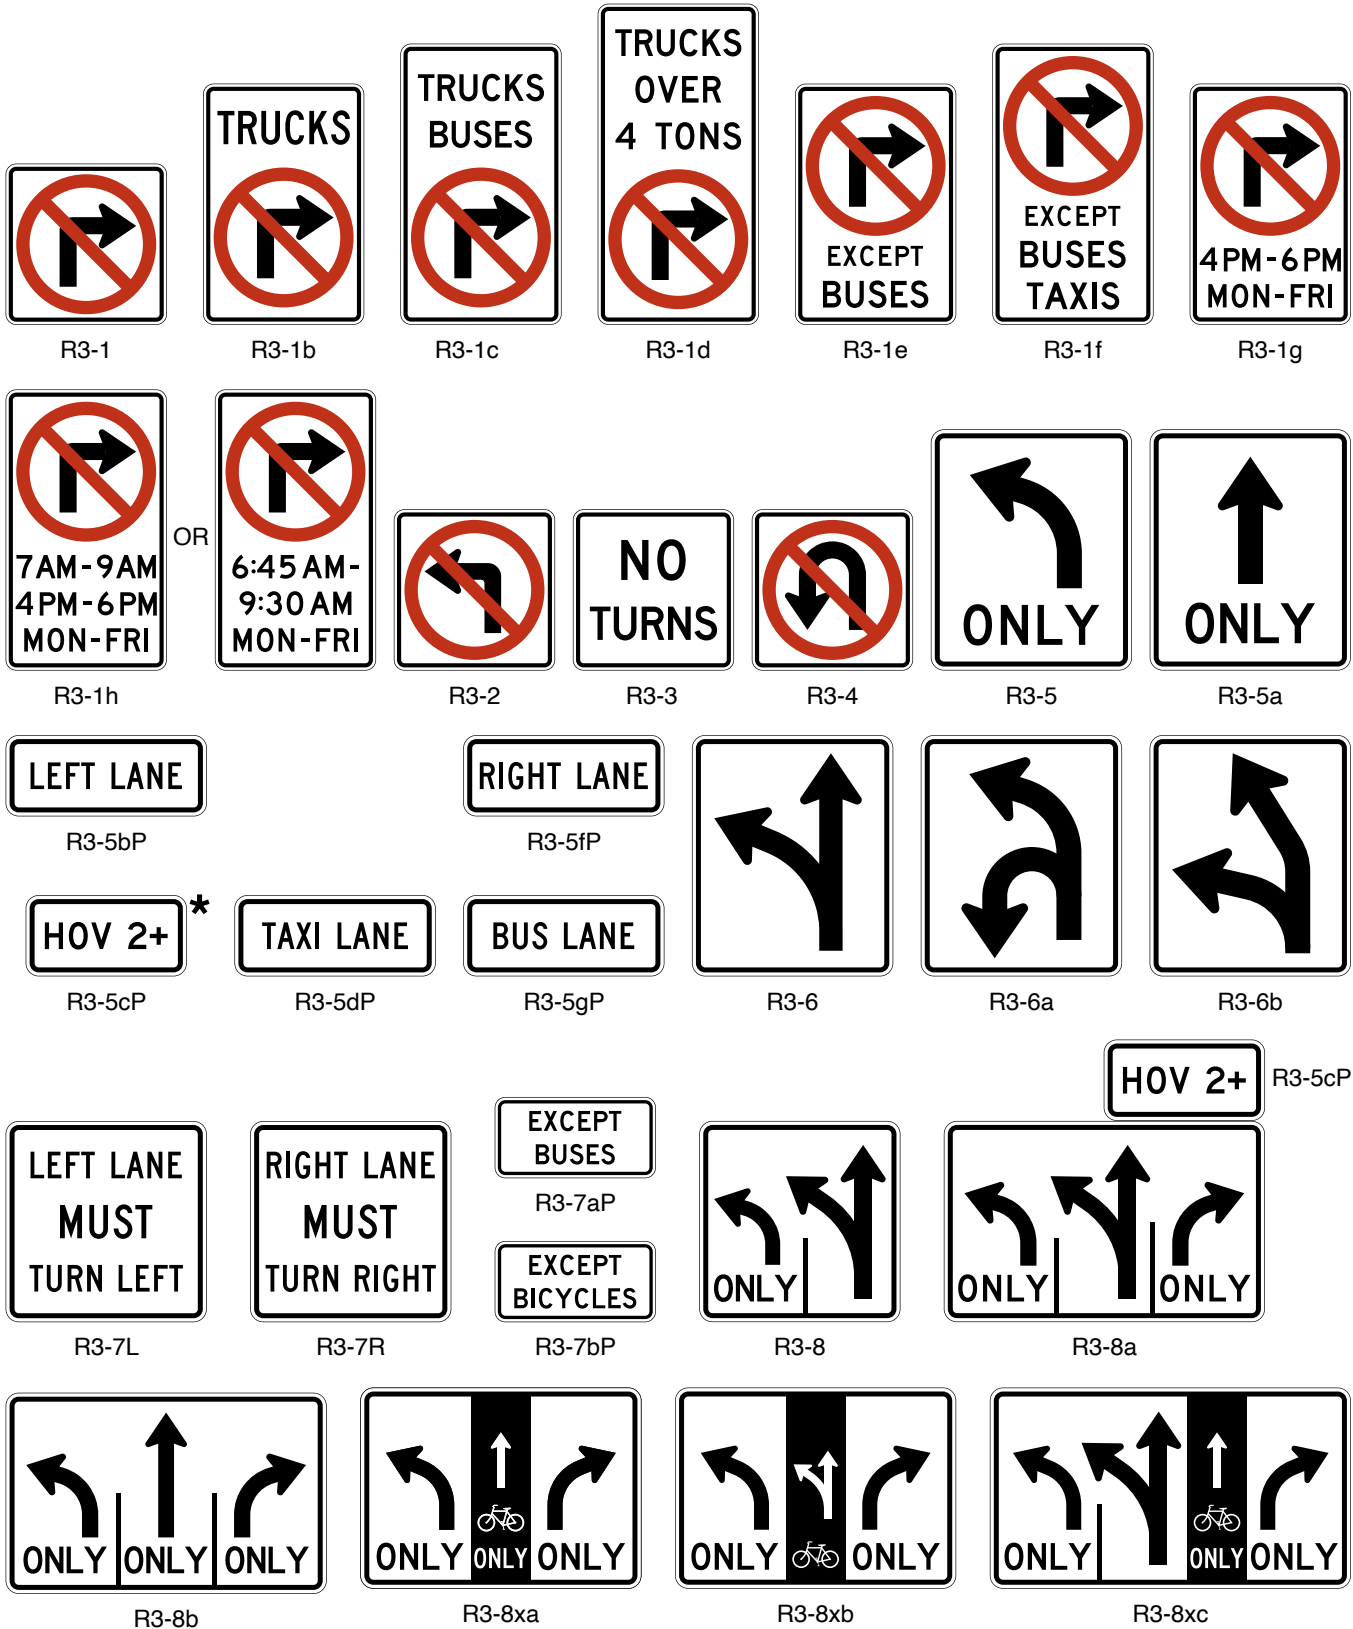 TRUCKS
R3-1
R3-1b
TRUCKS
BUSES
R3-1c
TRUCKS
OVER
4 TONS
R3-1d
EXCEPT
BUSES
R3-1e
EXCEPT
BUSES
TAXIS
R3-1f
4PM-6PM
MON-FRI
R3-1g
7AM-9AM
4PM-6PM
MON-FRI
R3-1h
OR
6:45 AM-
9:30 AM
MON-FRI
R3-2
NO
TURNS
R3-3
R3-4
ONLY
R3-5
ONLY
R3-5a
LEFT LANE
R3-5bP
RIGHT LANE
R3-5fP
HOV 2+ *
R3-5cP
TAXI LANE
R3-5dP
BUS LANE
R3-5gP
R3-6
R3-6a
R3-6b
LEFT LANE
MUST
TURN LEFT
R3-7L
RIGHT LANE
MUST
TURN RIGHT
R3-7R
EXCEPT
BUSES
R3-7aP
EXCEPT
BICYCLES
R3-7bP
ONLY
R3-8
HOV 2+ R3-5cP
ONLY ONLY
R3-8a
ONLY ONLY ONLY
R3-8b
ONLY ONLY ONLY
R3-8xa
ONLY ONLY
R3-8xb
ONLY ONLY ONLY
R3-8xc